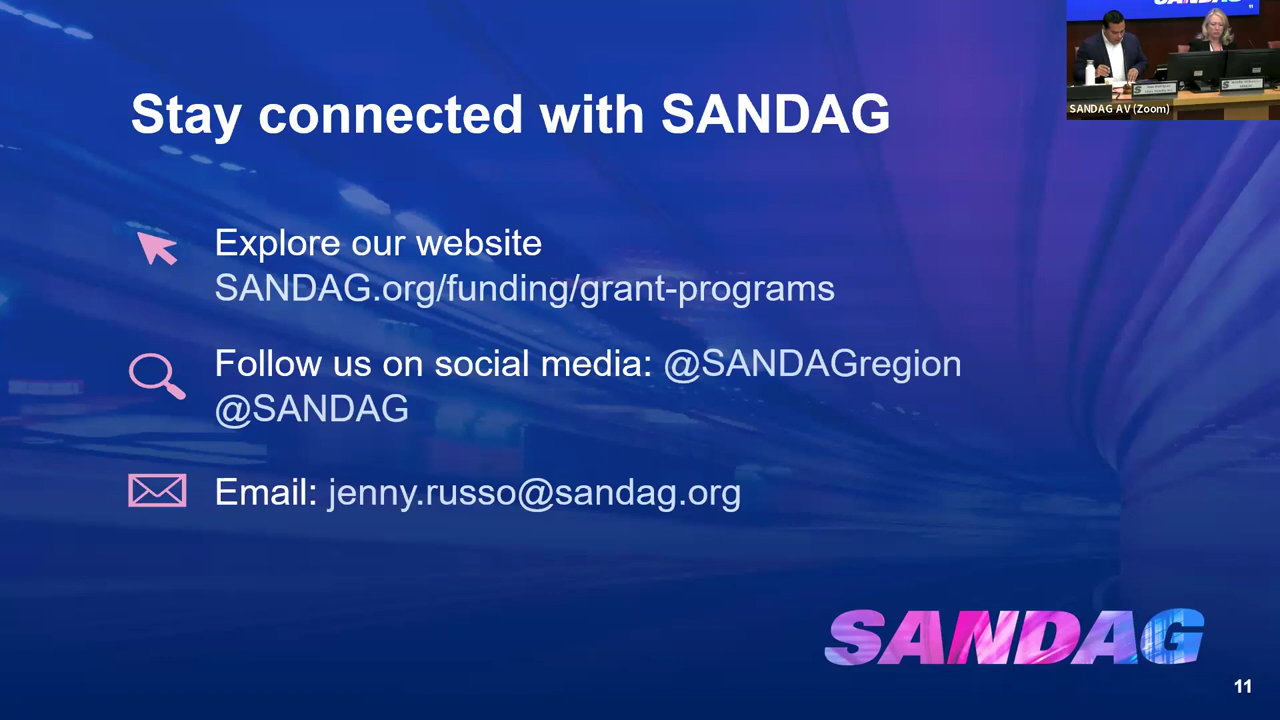 Stay connected with SANDAG
Explore our website
SANDAG.org/funding/grant-programs
Follow us on social media: @SANDAGregion
@SANDAG
Email: jenny.russo@sandag.org
SANDAG
11
SANDAG
SANDAG AV (Zoom)